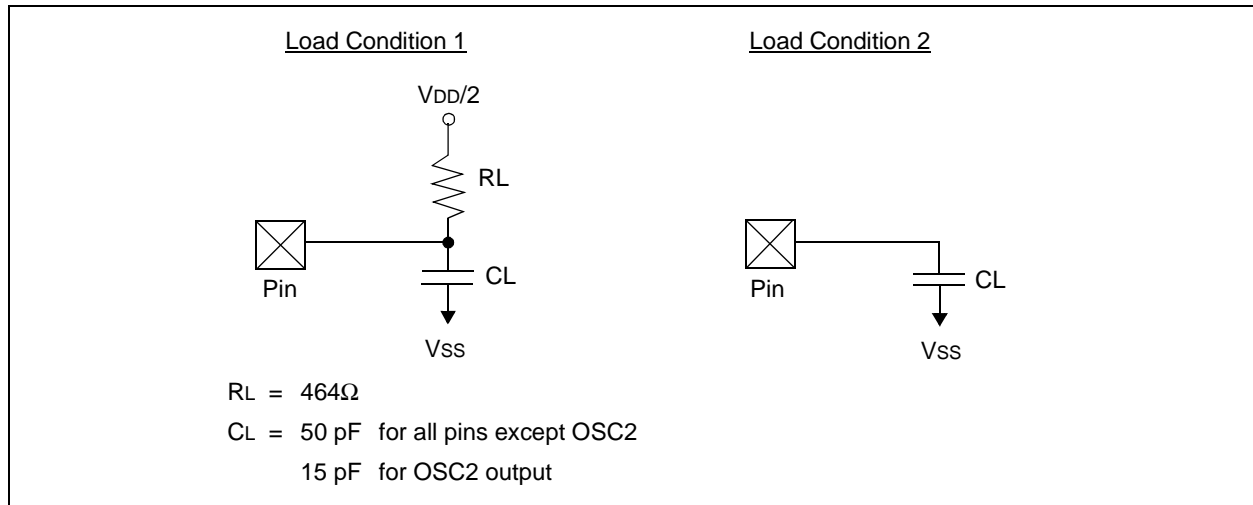 Load Condition 1
Load Condition 2
VDD/2
RL
Pin
CL
VSS
Pin
CL
VSS
RL = 464Ω
CL = 50 pF for all pins except OSC2
15 pF for OSC2 output